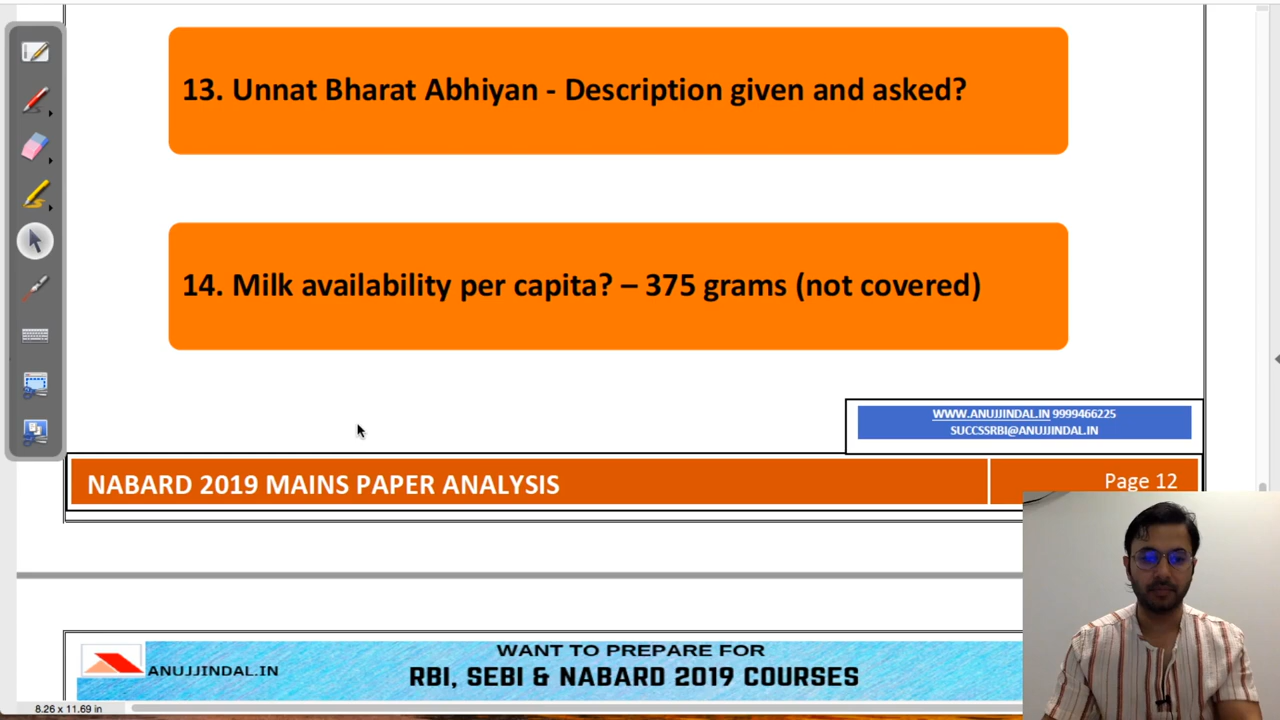 13. Unnat Bharat Abhiyan - Description given and asked?
14. Milk availability per capita? – 375 grams (not covered)
WWW.ANUJJINDAL.IN 9999466225
SUCCSSRBI@ANUJJINDAL.IN
NABARD 2019 MAINS PAPER ANALYSIS
Page 12
ANUJJINDAL.IN
WANT TO PREPARE FOR
RBI, SEBI & NABARD 2019 COURSES
8.26 x 11.69 in